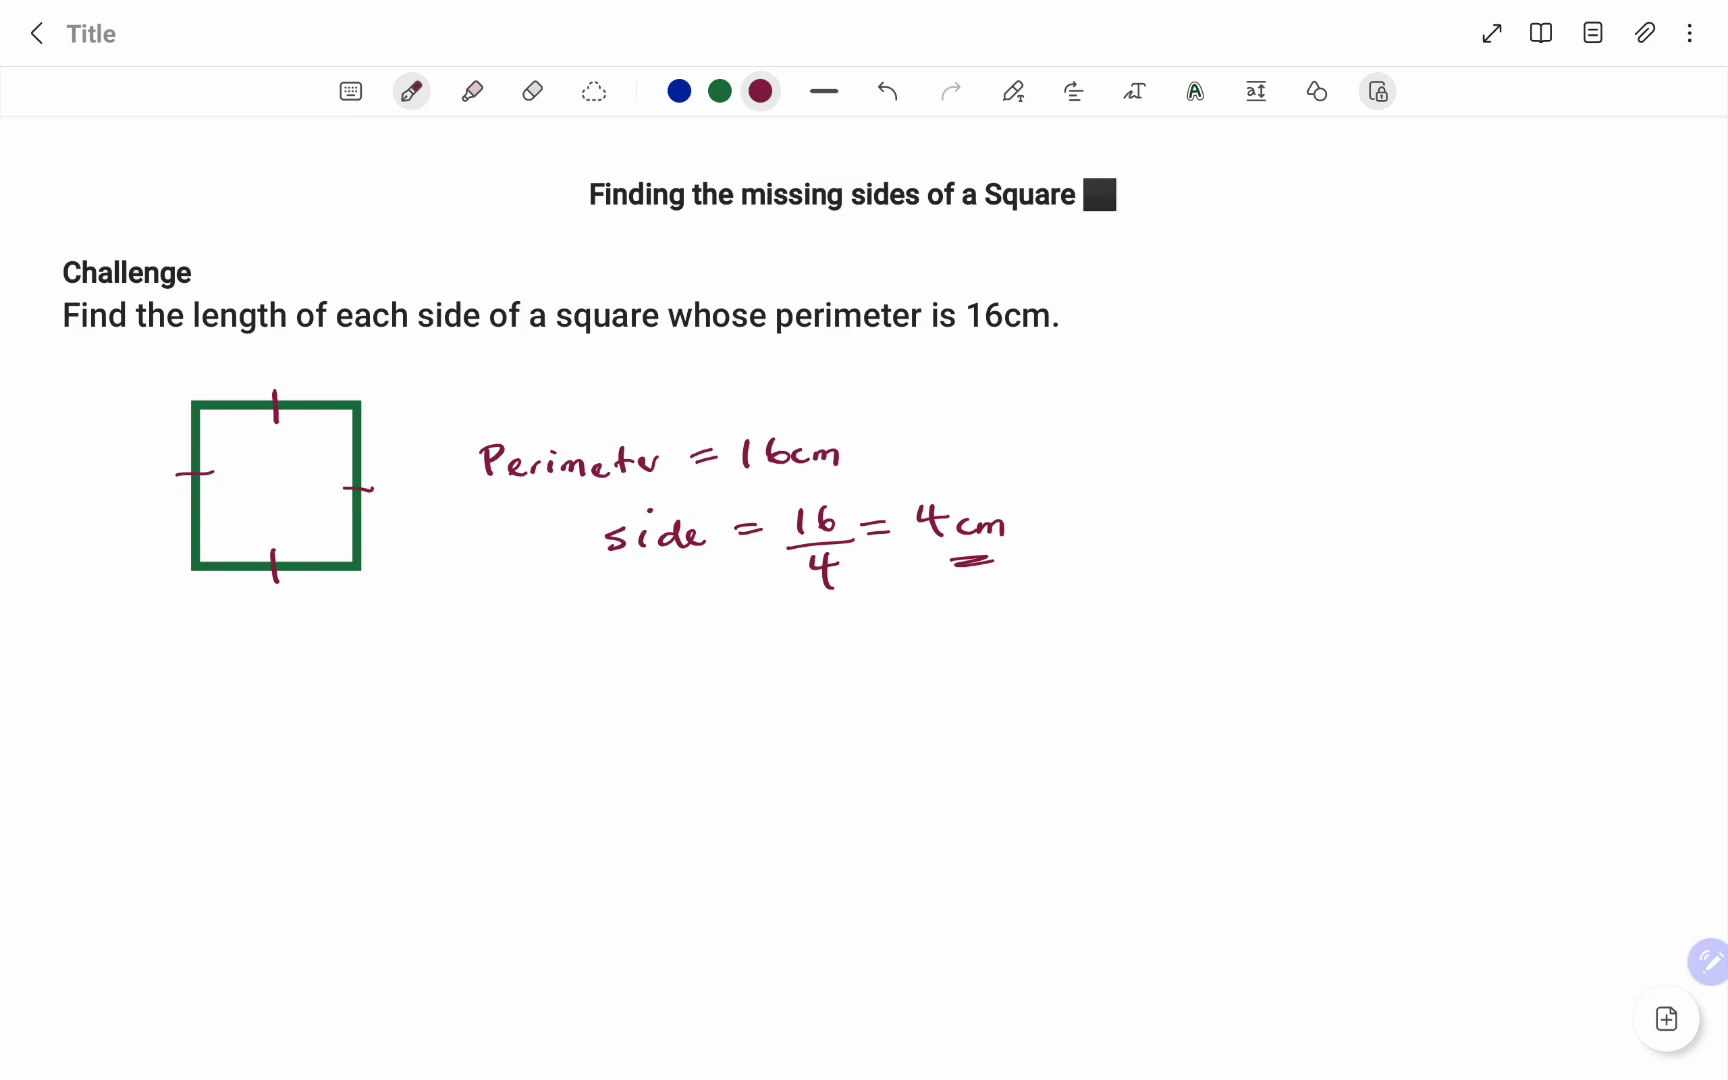 Title
Finding the missing sides of a Square
Challenge
Find the length of each side of a square whose perimeter is 16cm.
Perimeter = 16cm
side = 16/4 = 4cm